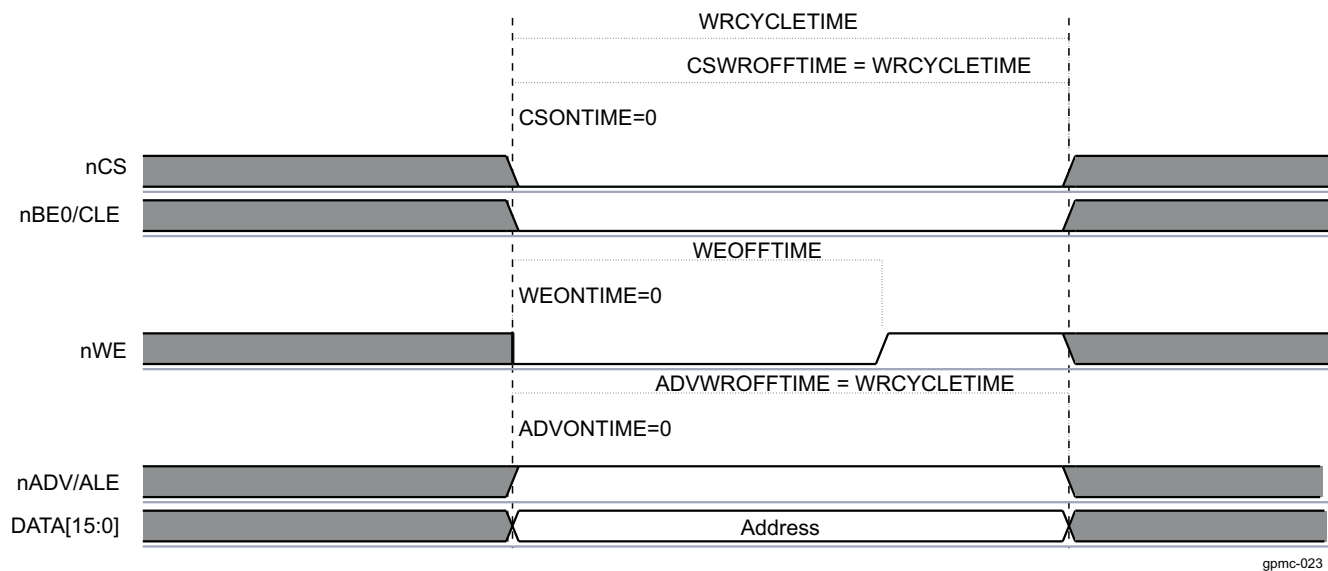 WRCYCLETIME
CSWROFFTIME = WRCYCLETIME
CSONTIME=0
nCS
nBE0/CLE
WEOFFTIME
WEONTIME=0
nWE
ADVWROFFTIME = WRCYCLETIME
ADVONTIME=0
nADV/ALE
DATA[15:0]
Address
gpmc-023